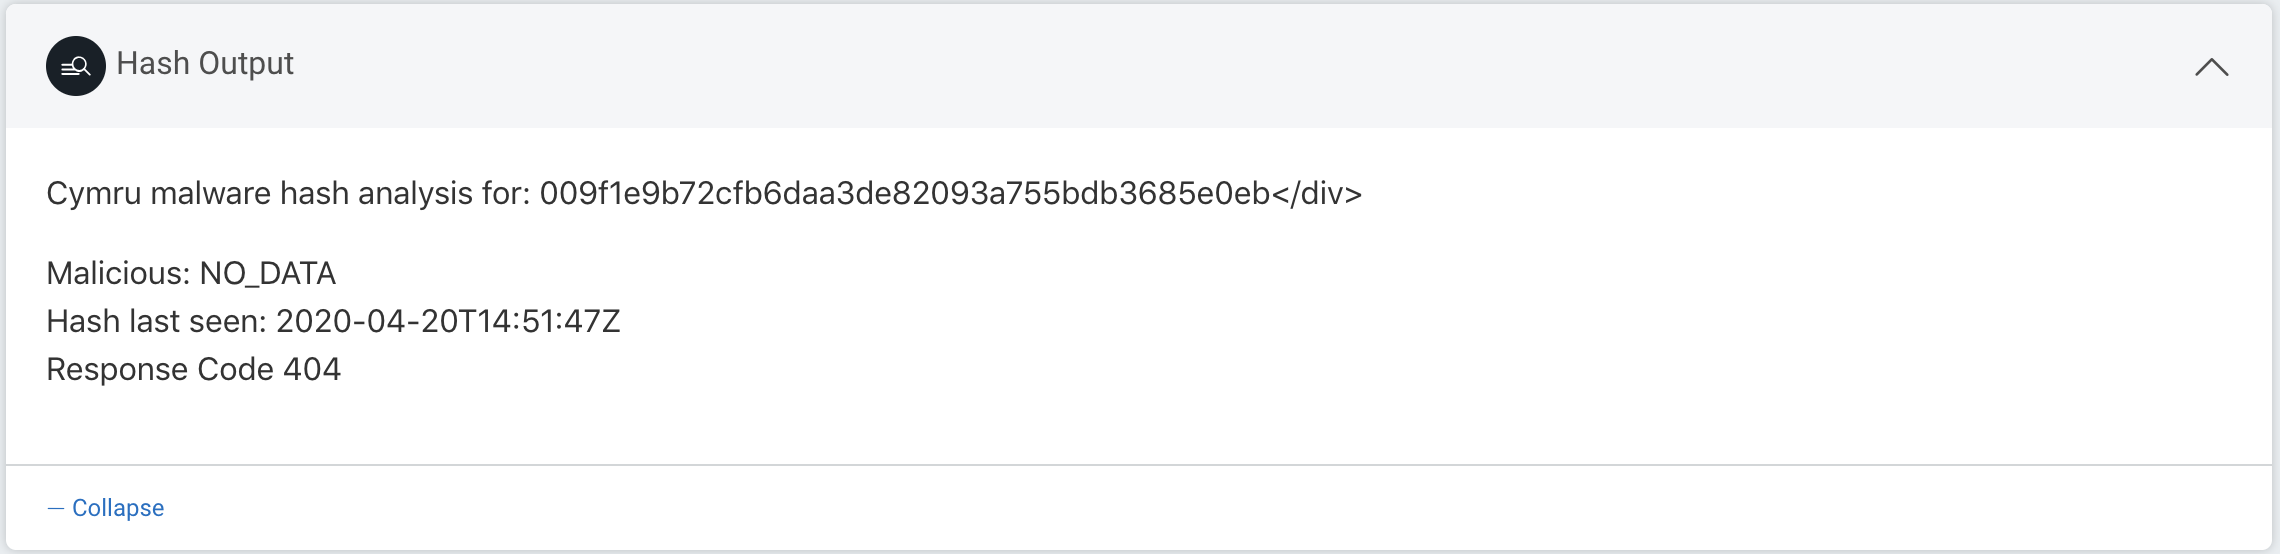 Hash Output
Cymru malware hash analysis for: 009f1e9b72cfb6daa3de82093a755bdb3685e0eb</div>
Malicious: NO_DATA
Hash last seen: 2020-04-20T14:51:47Z
Response Code 404
— Collapse